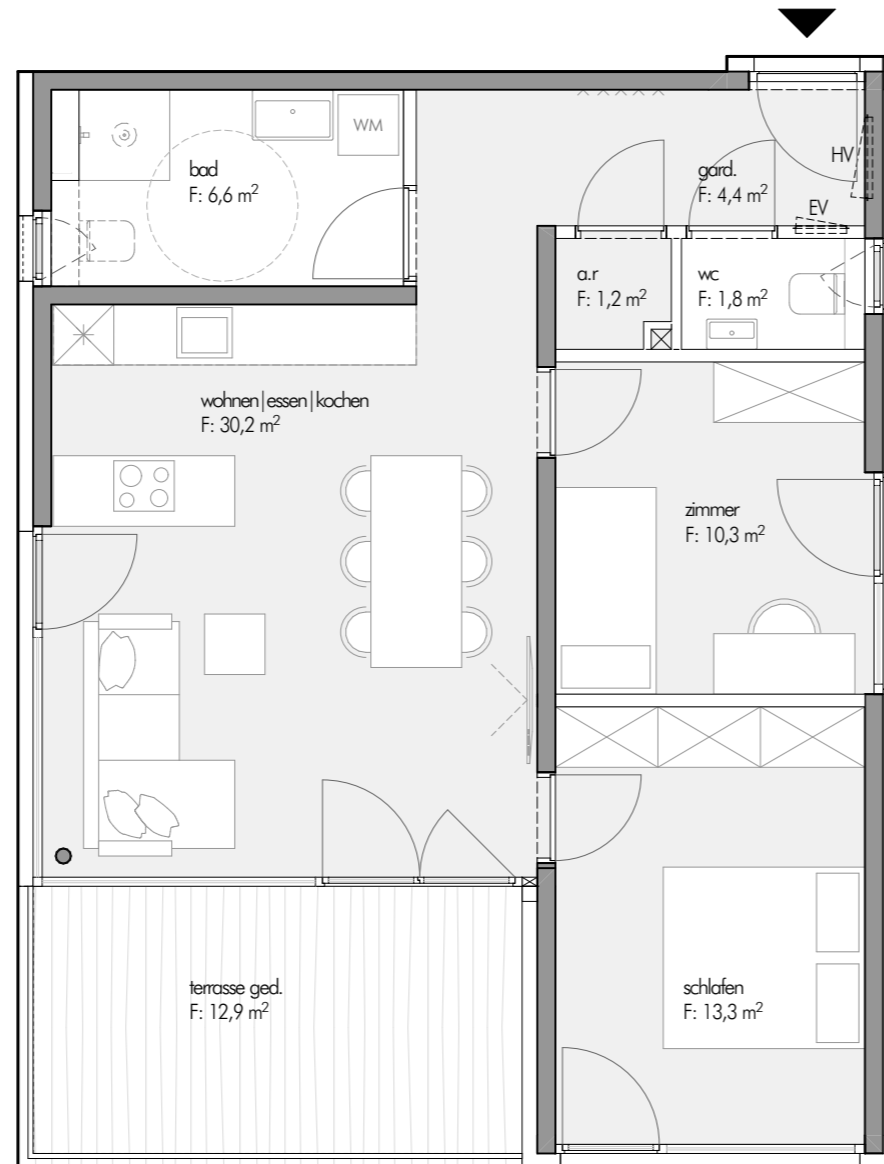 WM
bad
F: 6,6 m²
gard.
F: 4,4 m²
HV
EV
a.r
F: 1,2 m²
wc
F: 1,8 m²
wohnen|essen|kochen
F: 30,2 m²
zimmer
F: 10,3 m²
terrasse ged.
F: 12,9 m²
schlafen
F: 13,3 m²